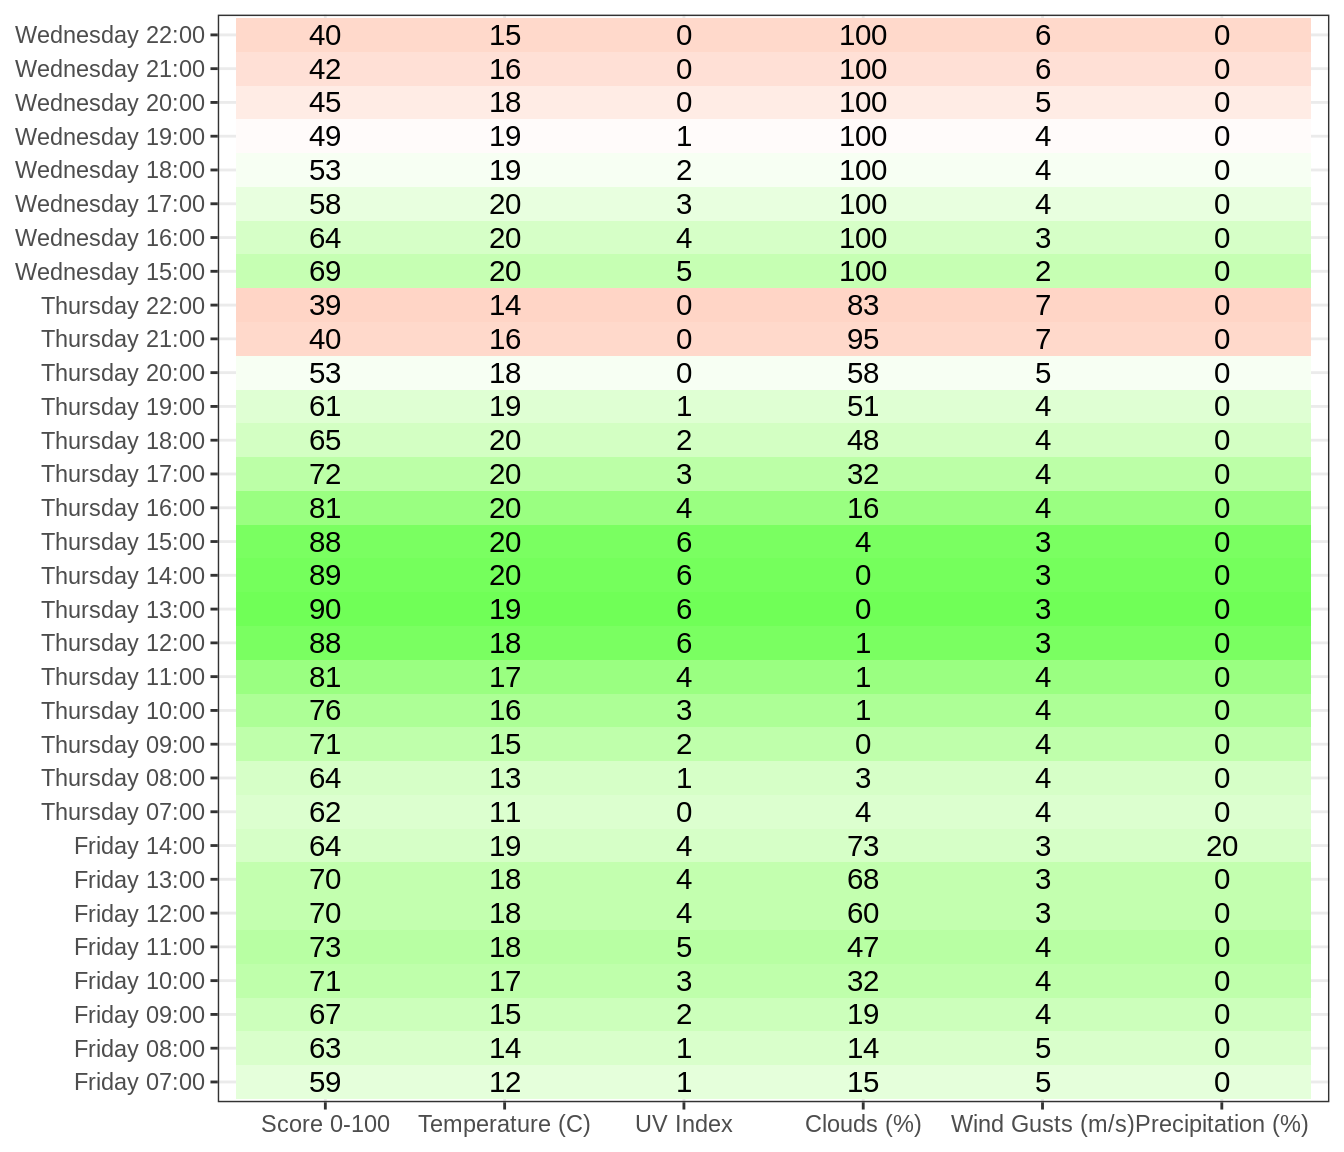 Wednesday 22:00 40 15 0 100 6 0
Wednesday 21:00 42 16 0 100 6 0
Wednesday 20:00 45 18 0 100 5 0
Wednesday 19:00 49 19 1 100 4 0
Wednesday 18:00 53 19 2 100 4 0
Wednesday 17:00 58 20 3 100 4 0
Wednesday 16:00 64 20 4 100 3 0
Wednesday 15:00 69 20 5 100 2 0
Thursday 22:00 39 14 0 83 7 0
Thursday 21:00 40 16 0 95 7 0
Thursday 20:00 53 18 0 58 5 0
Thursday 19:00 61 19 1 51 4 0
Thursday 18:00 65 20 2 48 4 0
Thursday 17:00 72 20 3 32 4 0
Thursday 16:00 81 20 4 16 4 0
Thursday 15:00 88 20 6 4 3 0
Thursday 14:00 89 20 6 0 3 0
Thursday 13:00 90 19 6 0 3 0
Thursday 12:00 88 18 6 1 3 0
Thursday 11:00 81 17 4 1 4 0
Thursday 10:00 76 16 3 1 4 0
Thursday 09:00 71 15 2 0 4 0
Thursday 08:00 64 13 1 3 4 0
Thursday 07:00 62 11 0 4 4 0
Friday 14:00 64 19 4 73 3 20
Friday 13:00 70 18 4 68 3 0
Friday 12:00 70 18 4 60 3 0
Friday 11:00 73 18 5 47 4 0
Friday 10:00 71 17 3 32 4 0
Friday 09:00 67 15 2 19 4 0
Friday 08:00 63 14 1 14 5 0
Friday 07:00 59 12 1 15 5 0
Score 0-100 Temperature (C) UV Index Clouds (%) Wind Gusts (m/s) Precipitation (%)